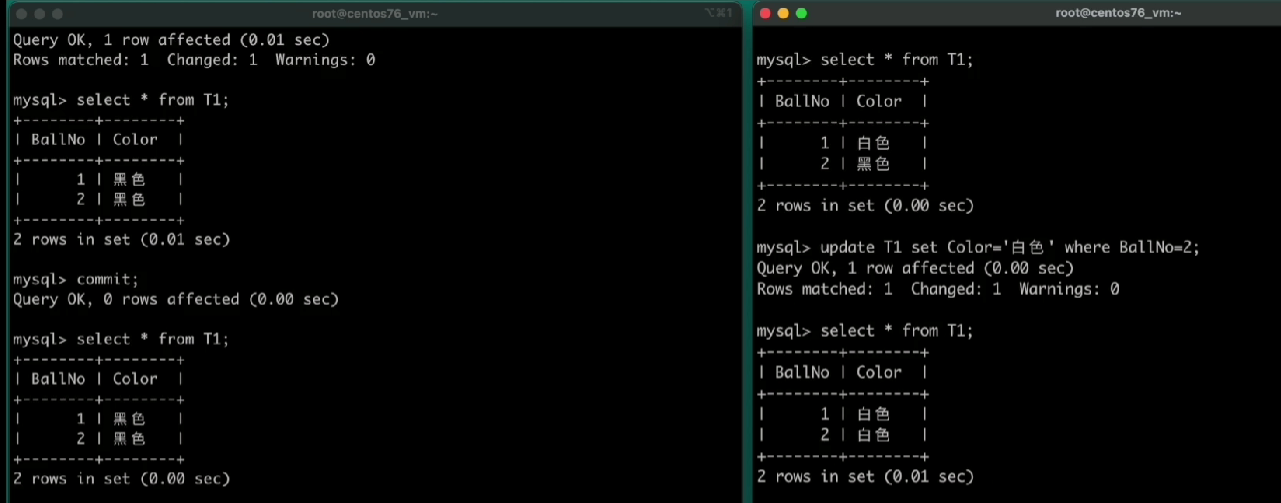 root@centos76_vm:~
⌥⌘1
Query OK, 1 row affected (0.01 sec)
Rows matched: 1  Changed: 1  Warnings: 0
mysql> select * from T1;
+--------+--------+
| BallNo | Color  |
+--------+--------+
|      1 | 黑色   |
|      2 | 黑色   |
+--------+--------+
2 rows in set (0.01 sec)
mysql> commit;
Query OK, 0 rows affected (0.00 sec)
mysql> select * from T1;
+--------+--------+
| BallNo | Color  |
+--------+--------+
|      1 | 黑色   |
|      2 | 黑色   |
+--------+--------+
2 rows in set (0.00 sec)
root@centos76_vm:~
mysql> select * from T1;
+--------+--------+
| BallNo | Color  |
+--------+--------+
|      1 | 白色   |
|      2 | 黑色   |
+--------+--------+
2 rows in set (0.00 sec)
mysql> update T1 set Color='白色' where BallNo=2;
Query OK, 1 row affected (0.00 sec)
Rows matched: 1  Changed: 1  Warnings: 0
mysql> select * from T1;
+--------+--------+
| BallNo | Color  |
+--------+--------+
|      1 | 白色   |
|      2 | 白色   |
+--------+--------+
2 rows in set (0.01 sec)